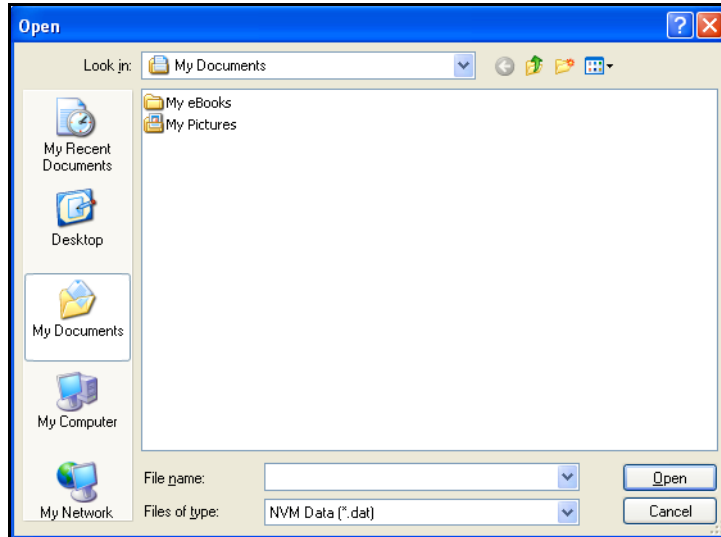 Open
Look in: My Documents
My Recent
Documents
Desktop
My Documents
My Computer
My Network
My eBooks
My Pictures
File name:
Open
Files of type: NVM Data (*.dat)
Cancel